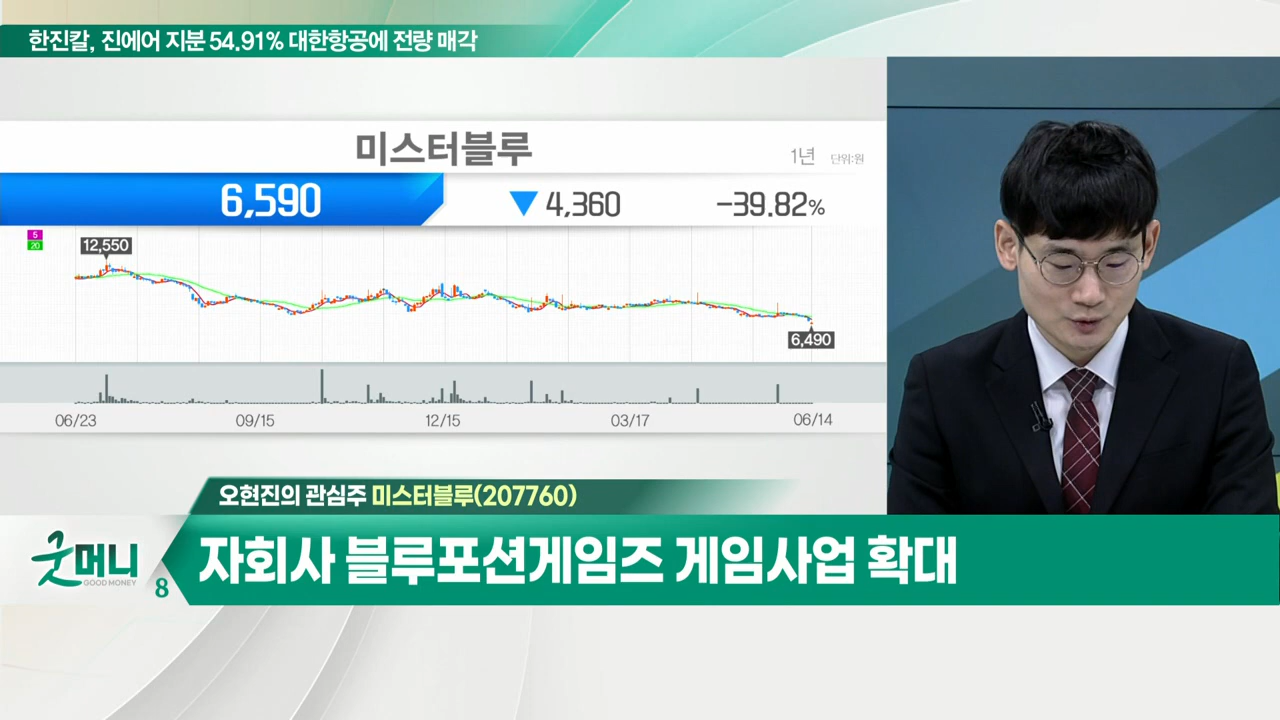 한진칼, 진에어 지분 54.91% 대한항공에 전량 매각
미스터블루
1년 단위:원
6,590 ▼ 4,360 -39.82%
5
20
12,550
6,490
06/23 09/15 12/15 03/17 06/14
오현진의 관심주 미스터블루(207760)
굿머니
GOOD MONEY
8
자회사 블루포션게임즈 게임사업 확대